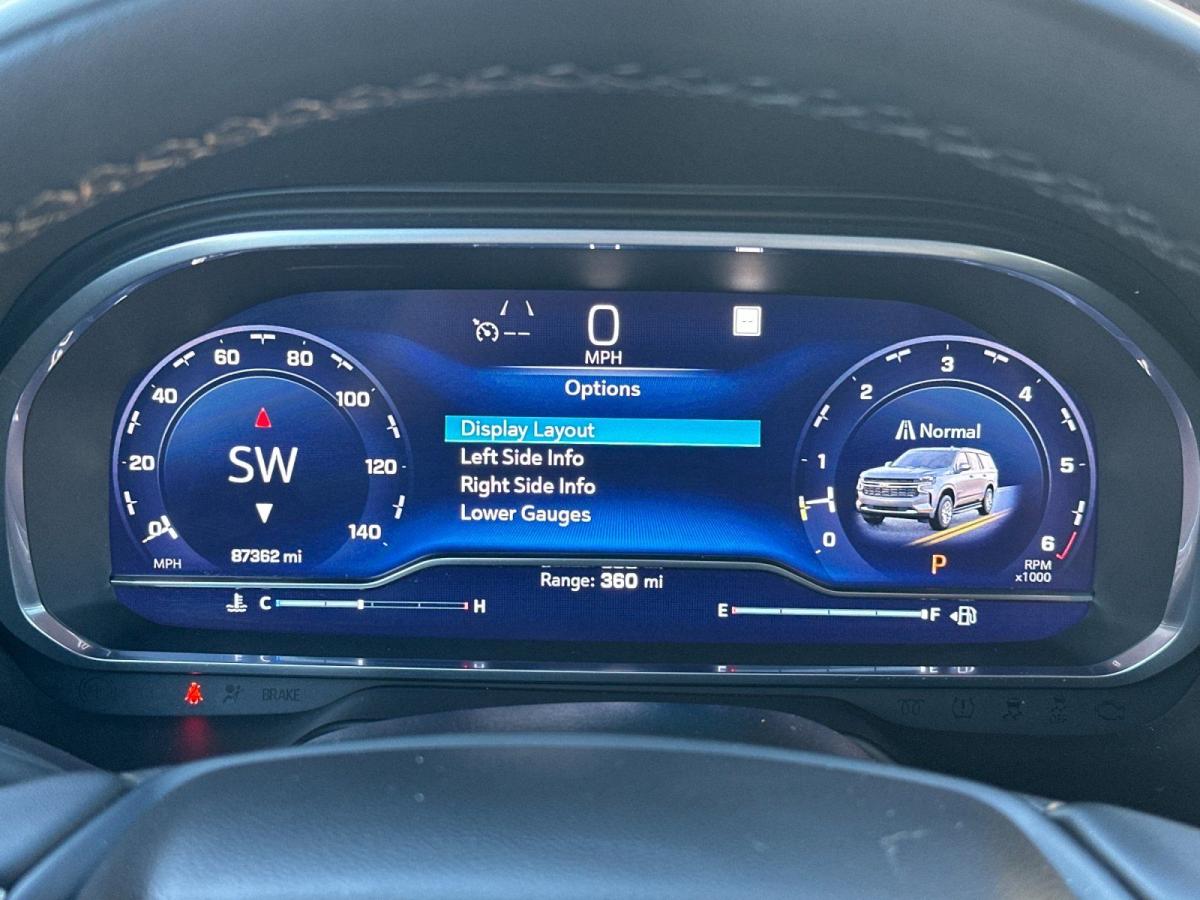 0
MPH
Options
Display Layout
Left Side Info
Right Side Info
Lower Gauges
0 20 40 60 80 100 120 140
SW
87362 mi
MPH
0 1 2 3 4 5 6
Normal
P
RPM
x1000
Range: 360 mi
C H
E F
BRAKE